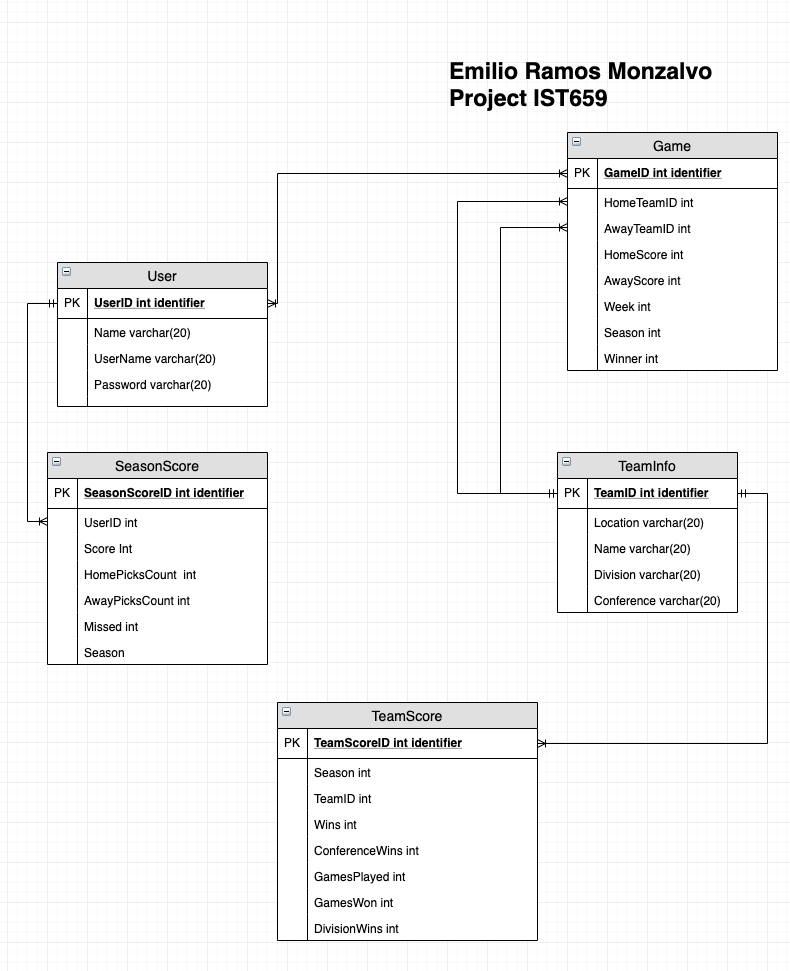 Emilio Ramos Monzalvo
Project IST659
Game
PK GameID int identifier
HomeTeamID int
AwayTeamID int
HomeScore int
AwayScore int
Week int
Season int
Winner int
User
PK UserID int identifier
Name varchar(20)
UserName varchar(20)
Password varchar(20)
SeasonScore
PK SeasonScoreID int identifier
UserID int
Score Int
HomePicksCount  int
AwayPicksCount int
Missed int
Season
TeamInfo
PK TeamID int identifier
Location varchar(20)
Name varchar(20)
Division varchar(20)
Conference varchar(20)
TeamScore
PK TeamScoreID int identifier
Season int
TeamID int
Wins int
ConferenceWins int
GamesPlayed int
GamesWon int
DivisionWins int